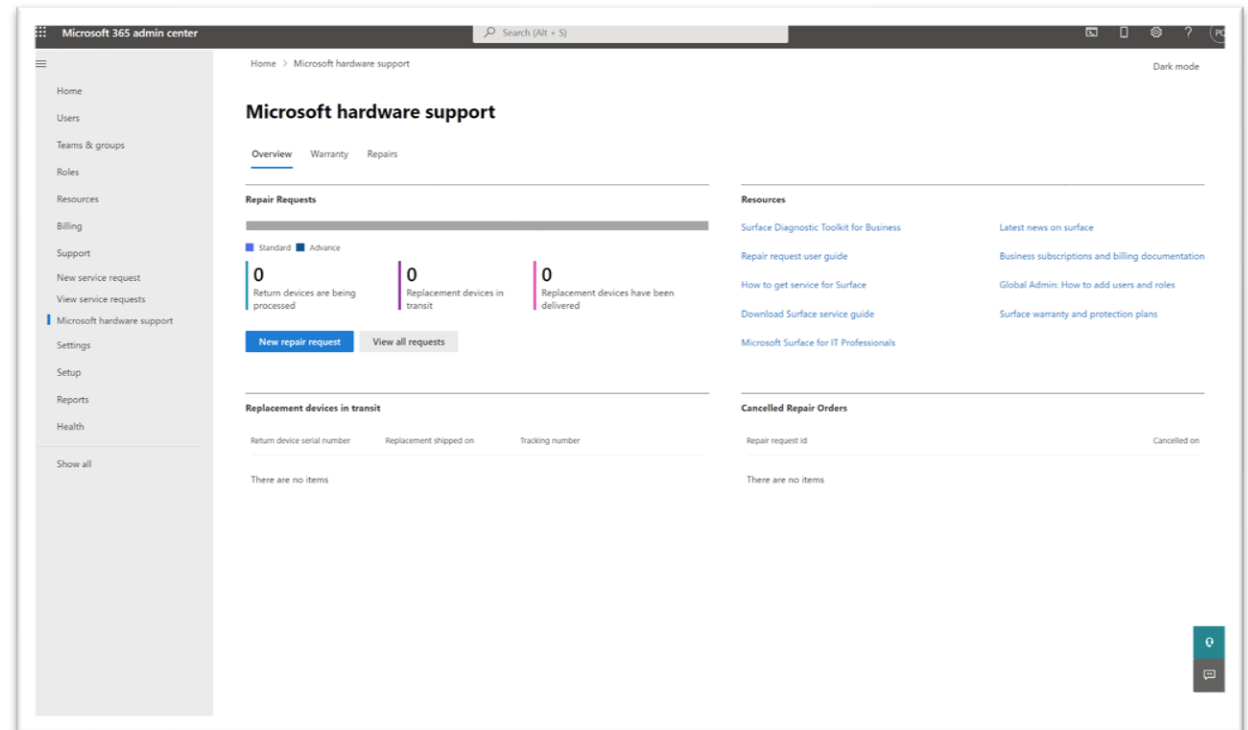 Microsoft 365 admin center
Search (Alt + S)
?
Home > Microsoft hardware support
Dark mode
Home
Users
Teams & groups
Roles
Resources
Billing
Support
New service request
View service requests
Microsoft hardware support
Settings
Setup
Reports
Health
Show all
Microsoft hardware support
Overview Warranty Repairs
Repair Requests
Standard Advance
0
Return devices are being
processed
0
Replacement devices in
transit
0
Replacement devices have been
delivered
New repair request View all requests
Resources
Surface Diagnostic Toolkit for Business
Repair request user guide
How to get service for Surface
Download Surface service guide
Microsoft Surface for IT Professionals
Latest news on surface
Business subscriptions and billing documentation
Global Admin: How to add users and roles
Surface warranty and protection plans
Replacement devices in transit
Return device serial number Replacement shipped on Tracking number
There are no items
Cancelled Repair Orders
Repair request id Cancelled on
There are no items